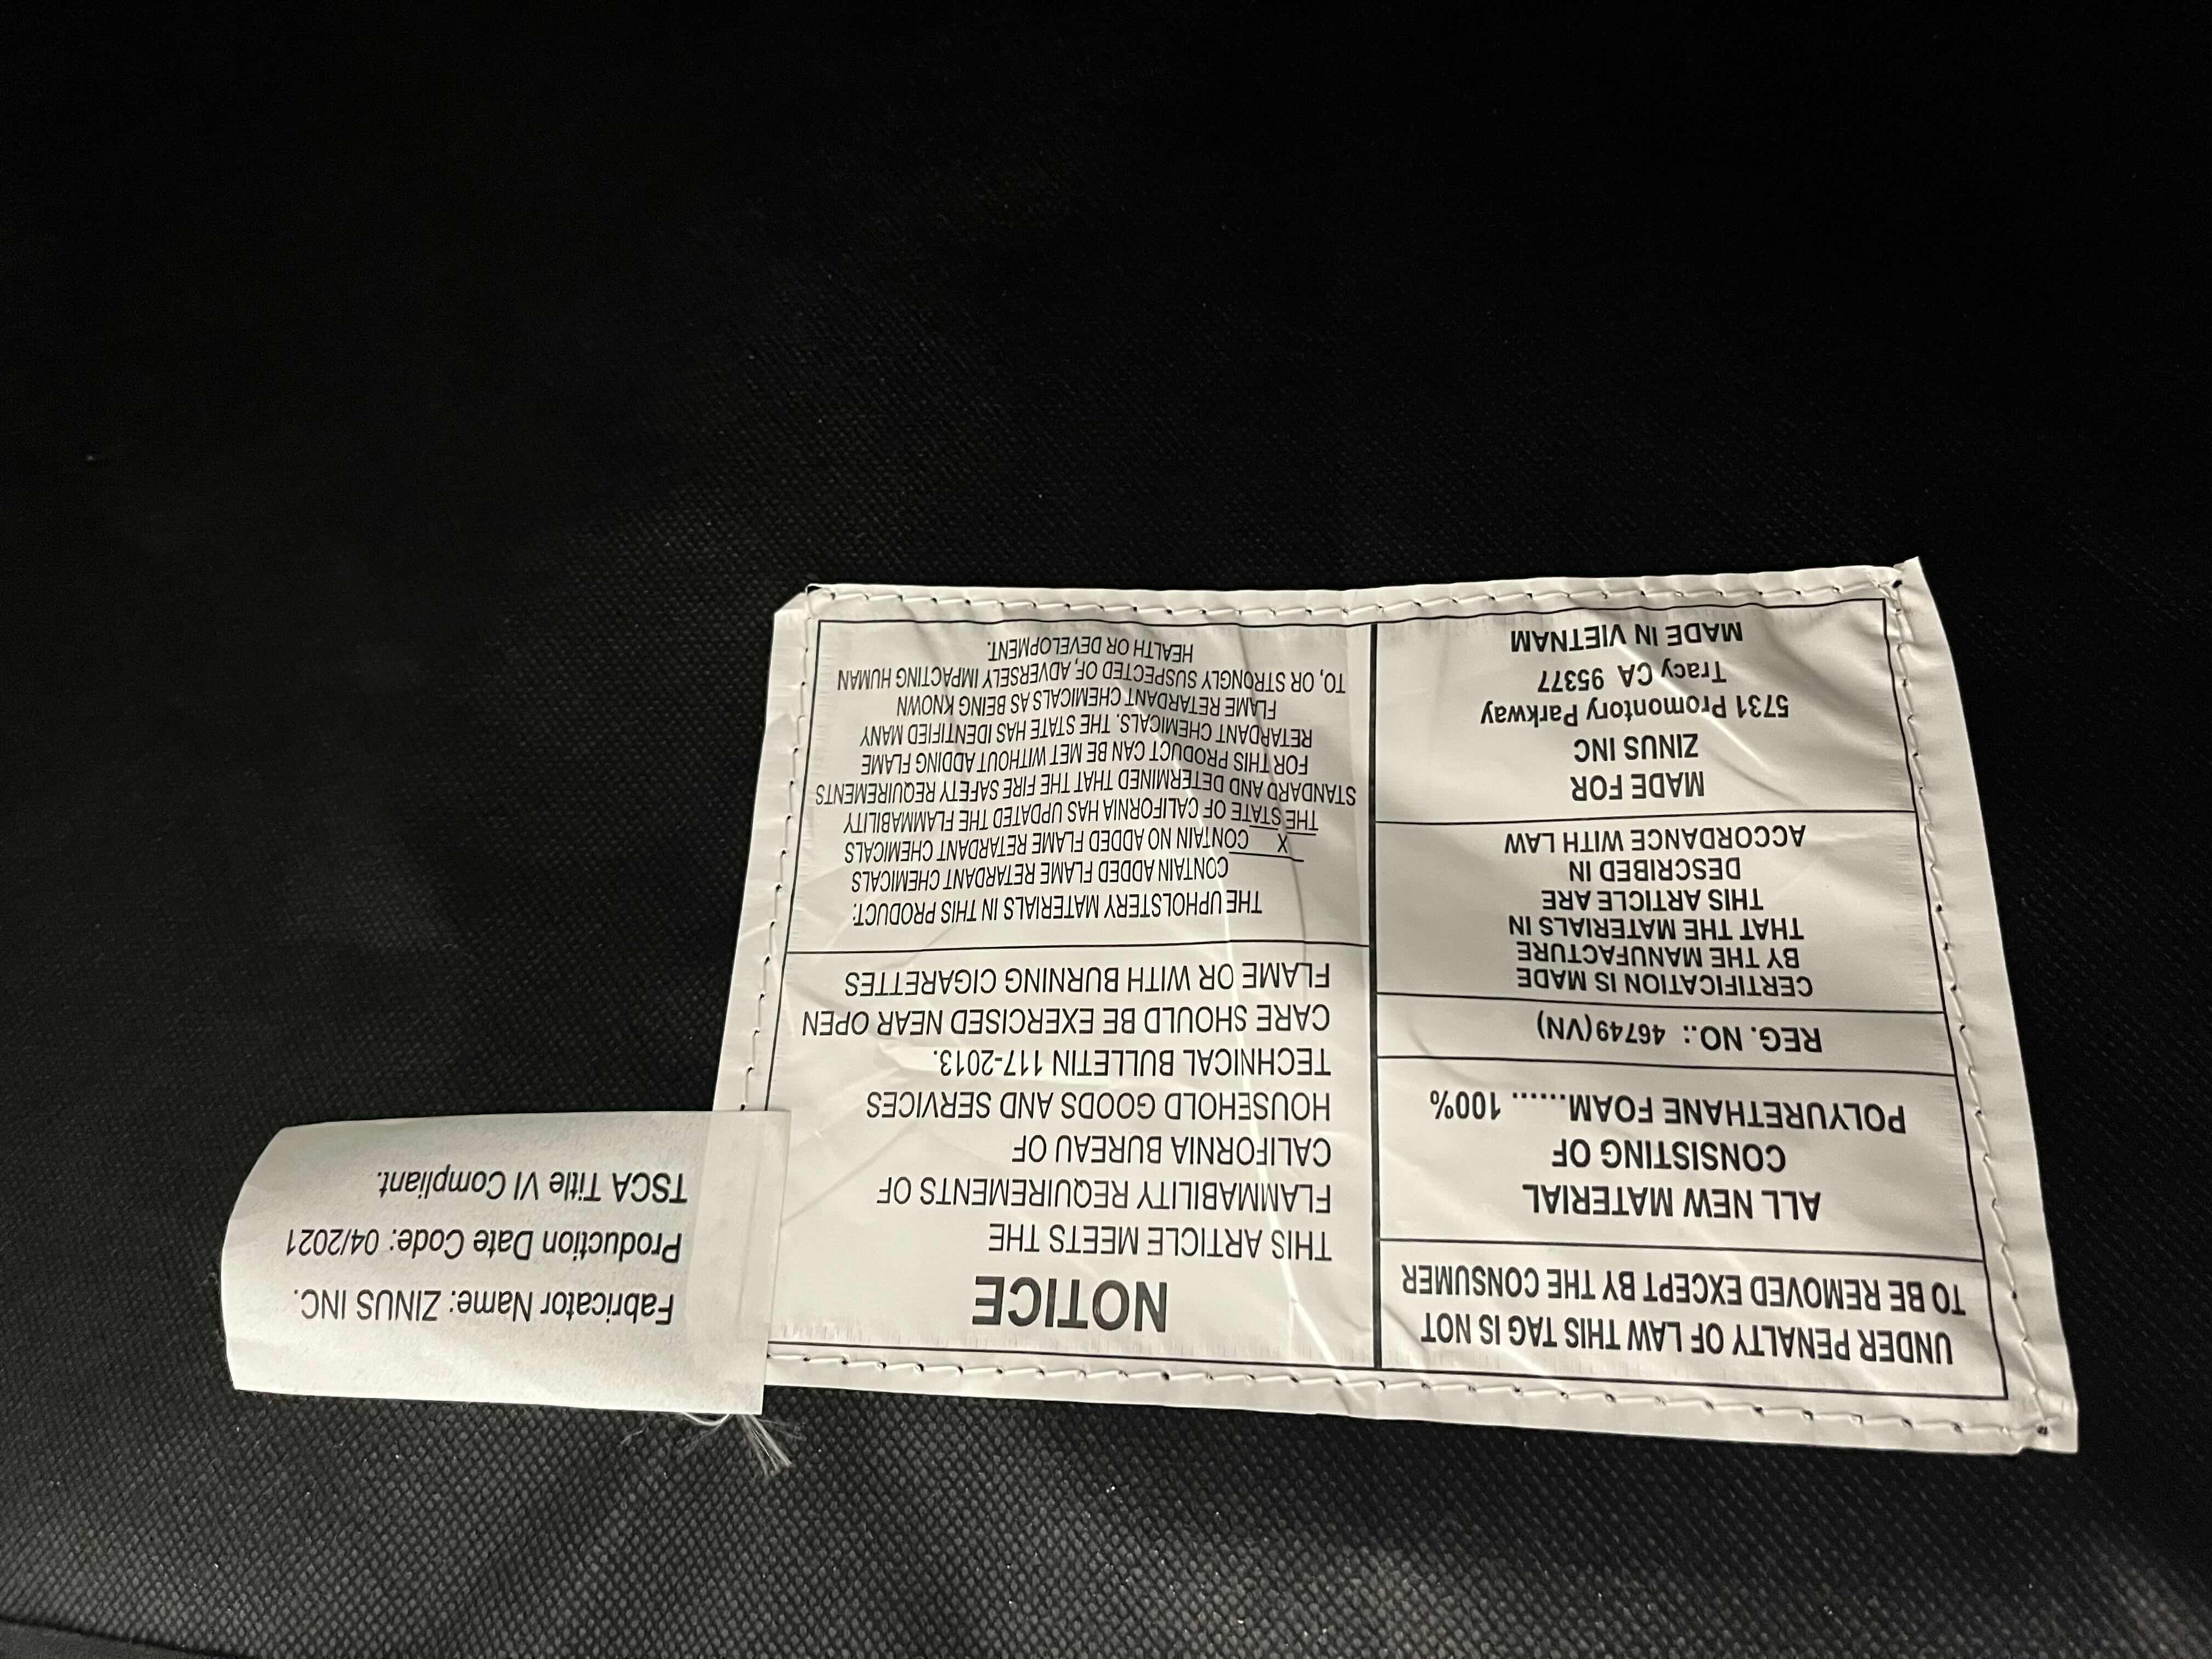 UNDER PENALTY OF LAW THIS TAG IS NOT
TO BE REMOVED EXCEPT BY THE CONSUMER
ALL NEW MATERIAL
CONSISTING OF
POLYURETHANE FOAM....... 100%
REG. NO.: 46749(VN)
CERTIFICATION IS MADE
BY THE MANUFACTURE
THAT THE MATERIALS IN
THIS ARTICLE ARE
DESCRIBED IN
ACCORDANCE WITH LAW
MADE FOR
ZINUS INC
5731 Promontory Parkway
Tracy CA 95377
MADE IN VIETNAM
NOTICE
THIS ARTICLE MEETS THE
FLAMMABILITY REQUIREMENTS OF
CALIFORNIA BUREAU OF
HOUSEHOLD GOODS AND SERVICES
TECHNICAL BULLETIN 117-2013.
CARE SHOULD BE EXERCISED NEAR OPEN
FLAME OR WITH BURNING CIGARETTES
THE UPHOLSTERY MATERIALS IN THIS PRODUCT:
CONTAIN ADDED FLAME RETARDANT CHEMICALS
X CONTAIN NO ADDED FLAME RETARDANT CHEMICALS
THE STATE OF CALIFORNIA HAS UPDATED THE FLAMMABILITY
STANDARD AND DETERMINED THAT THE FIRE SAFETY REQUIREMENTS
FOR THIS PRODUCT CAN BE MET WITHOUT ADDING FLAME
RETARDANT CHEMICALS. THE STATE HAS IDENTIFIED MANY
FLAME RETARDANT CHEMICALS AS BEING KNOWN
TO, OR STRONGLY SUSPECTED OF, ADVERSELY IMPACTING HUMAN
HEALTH OR DEVELOPMENT.
Fabricator Name: ZINUS INC.
Production Date Code: 04/2021
TSCA Title VI Compliant.